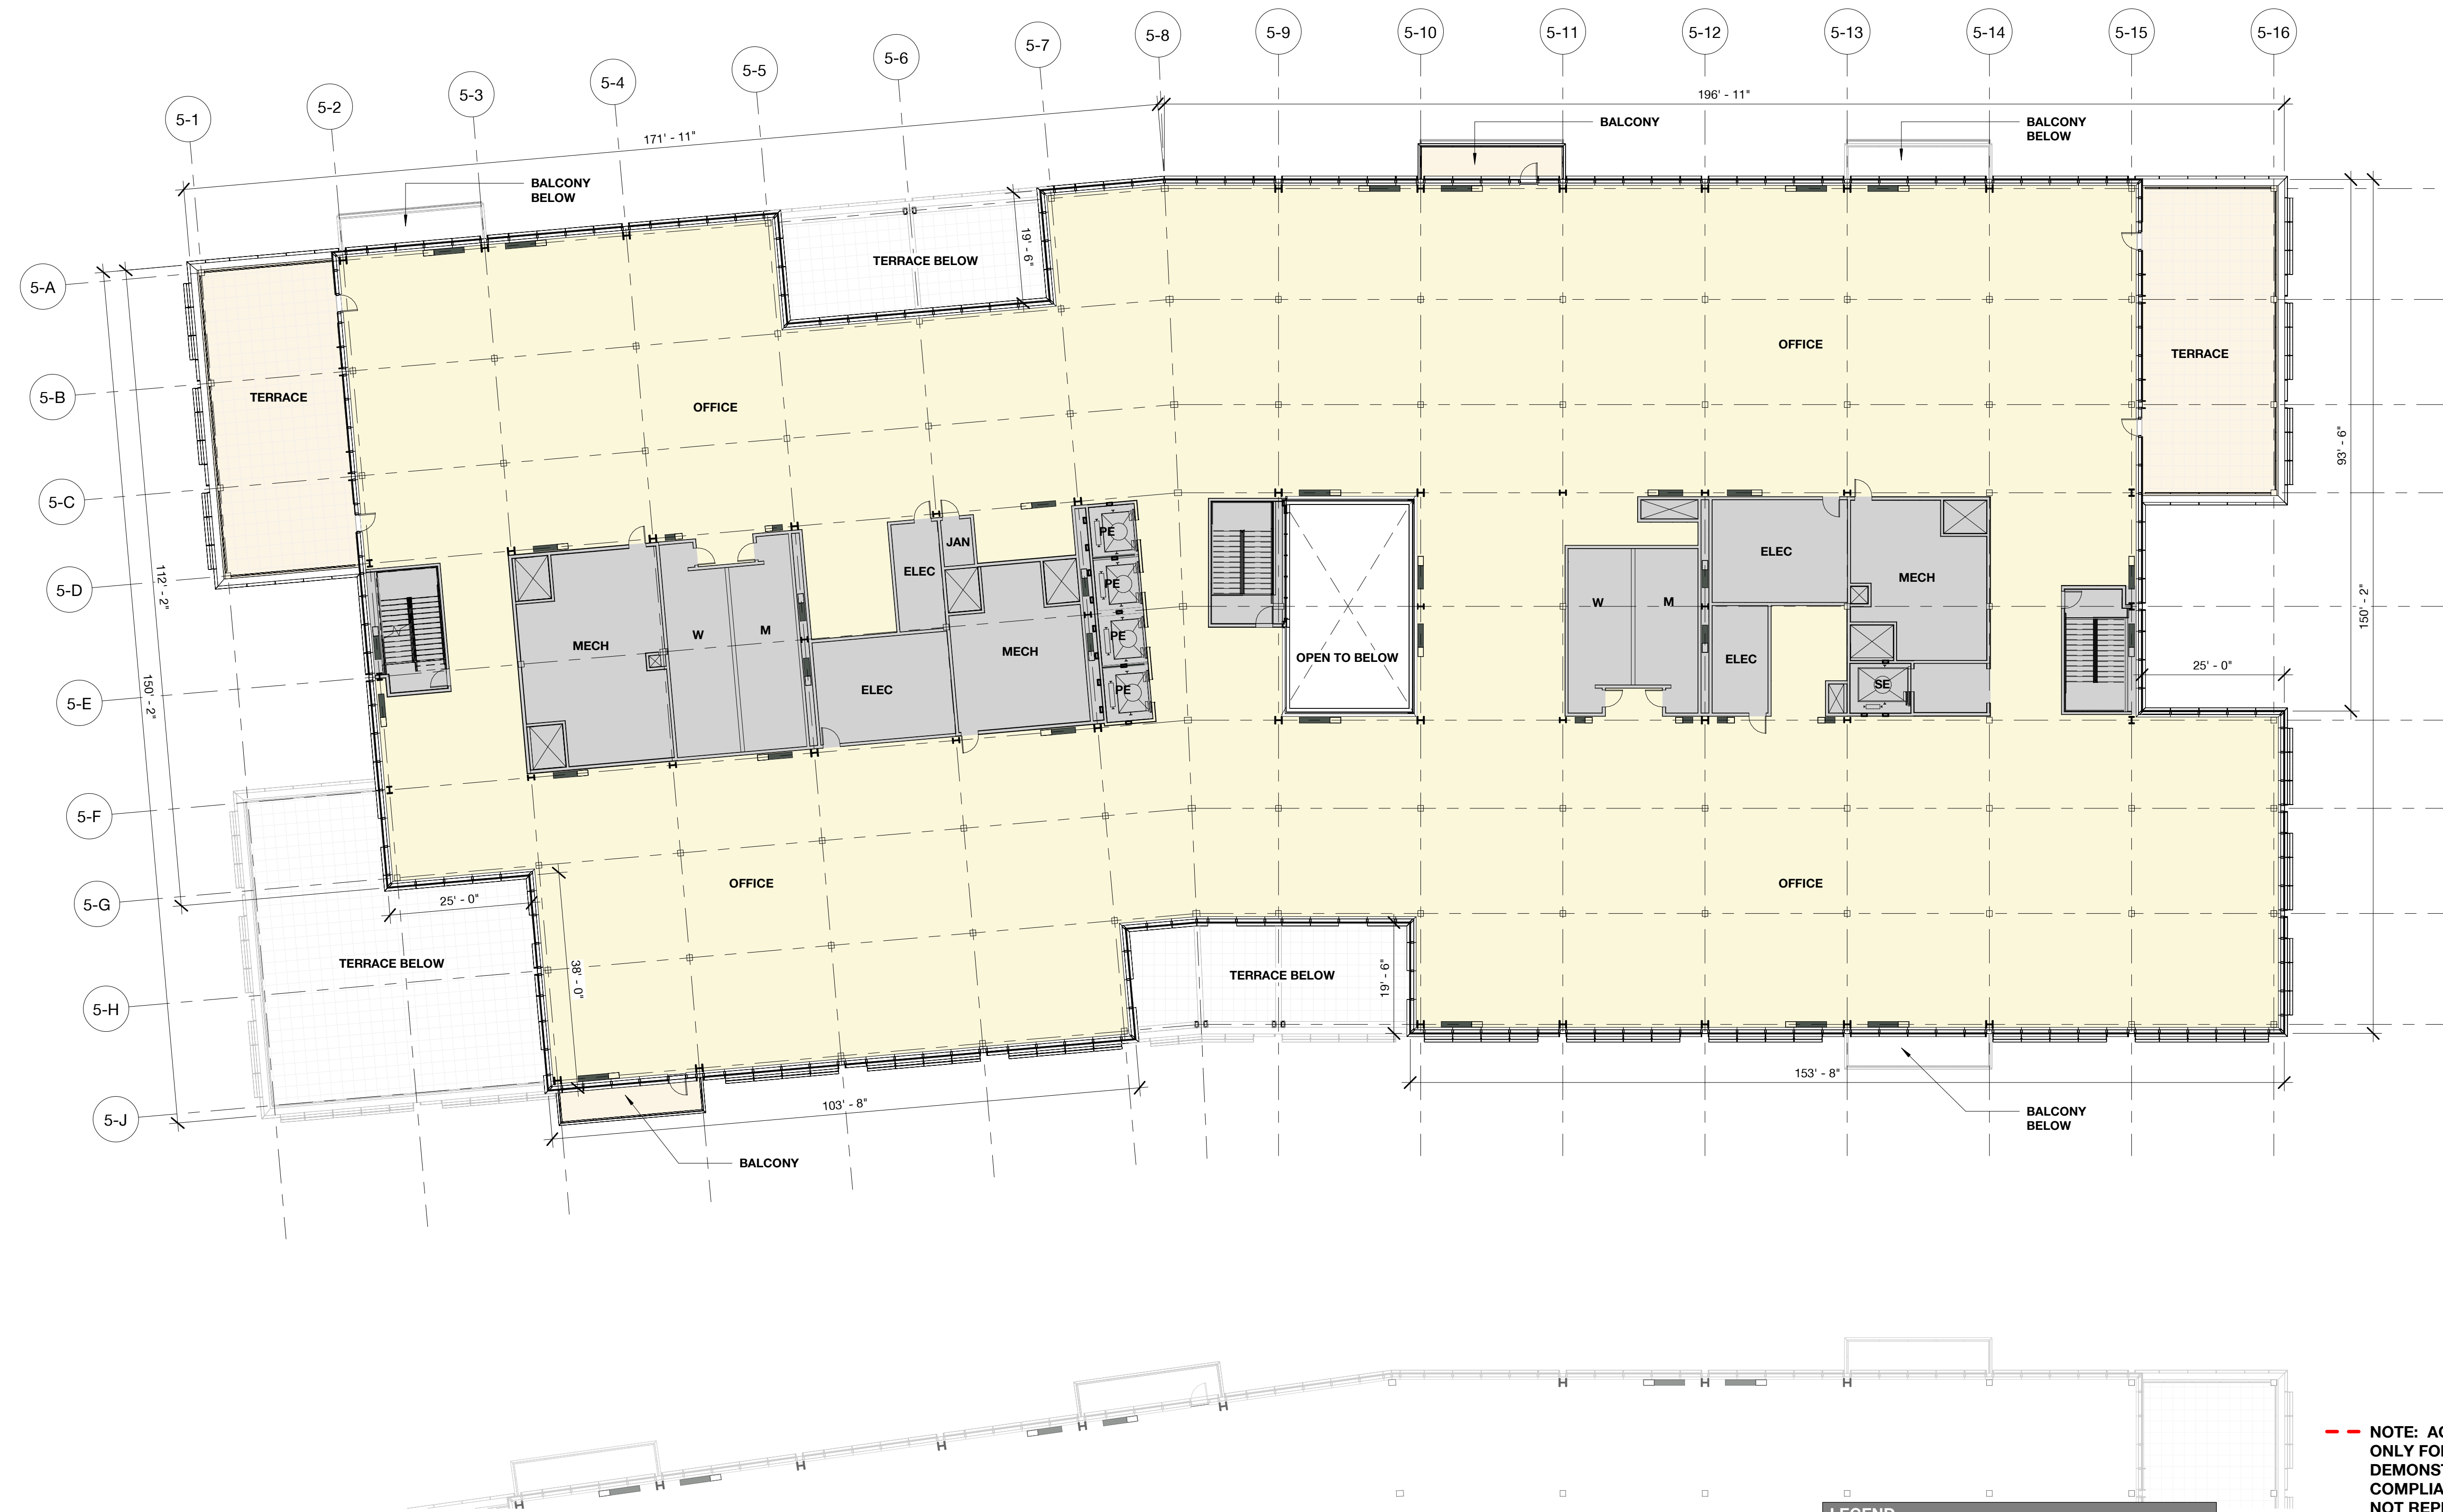 5-1
5-2
5-3
5-4
5-5
5-6
5-7
5-8
5-9
5-10
5-11
5-12
5-13
5-14
5-15
5-16
171' - 11"
196' - 11"
BALCONY
BELOW
BALCONY
BALCONY
BELOW
5-A
5-B
5-C
5-D
5-E
5-F
5-G
5-H
5-J
TERRACE BELOW
19' - 6"
TERRACE
OFFICE
OFFICE
TERRACE
93' - 6"
150' - 2"
112' - 2"
150' - 2"
JAN
ELEC
PE
PE
PE
PE
MECH
W
M
MECH
ELEC
OPEN TO BELOW
W
M
ELEC
MECH
ELEC
SE
25' - 0"
OFFICE
OFFICE
25' - 0"
38' - 0"
TERRACE BELOW
TERRACE BELOW
19' - 6"
153' - 8"
103' - 8"
BALCONY
BALCONY
BELOW
NOTE:
ONLY
NOT
LEGEND